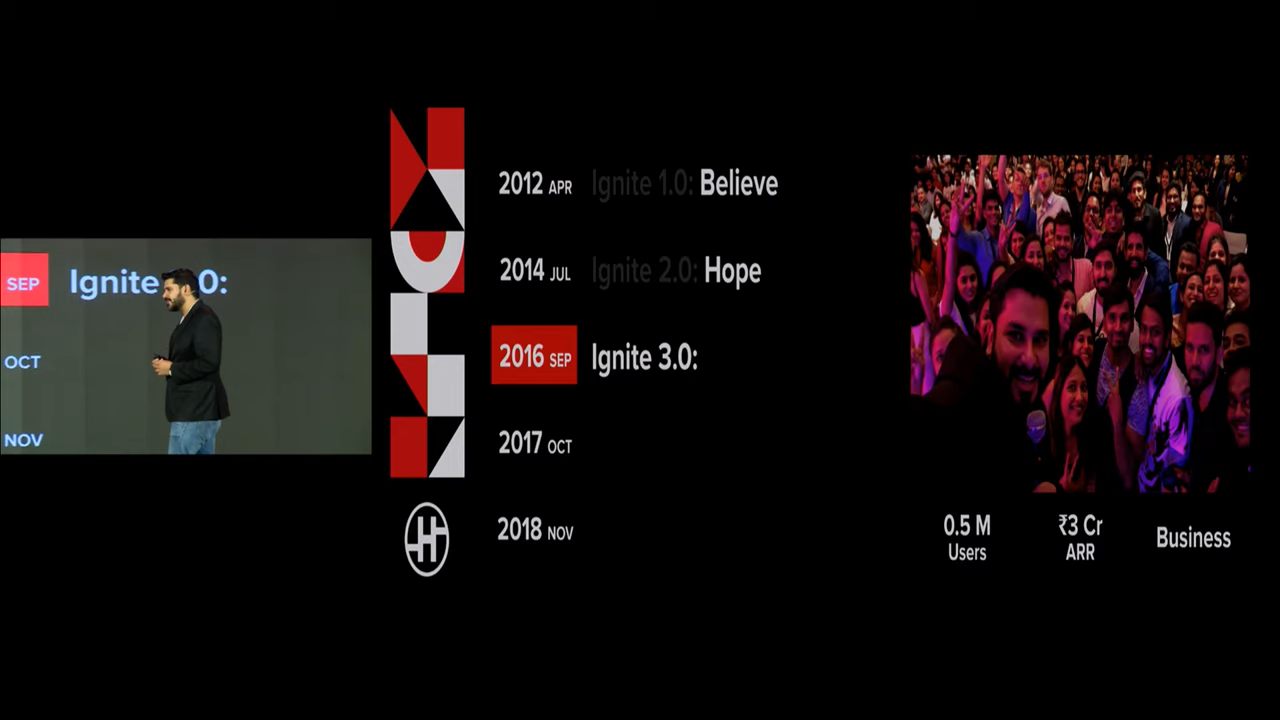 SEP Ignite .0:
OCT
NOV
2012 APR Ignite 1.0: Believe
2014 JUL Ignite 2.0: Hope
2016 SEP Ignite 3.0:
2017 OCT
2018 NOV
0.5 M
Users
₹3 Cr
ARR
Business